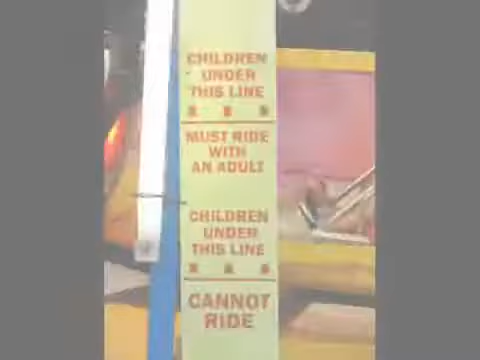 CHILDREN
UNDER
THIS LINE
MUST RIDE
WITH
AN ADULT
CHILDREN
UNDER
THIS LINE
CANNOT
RIDE